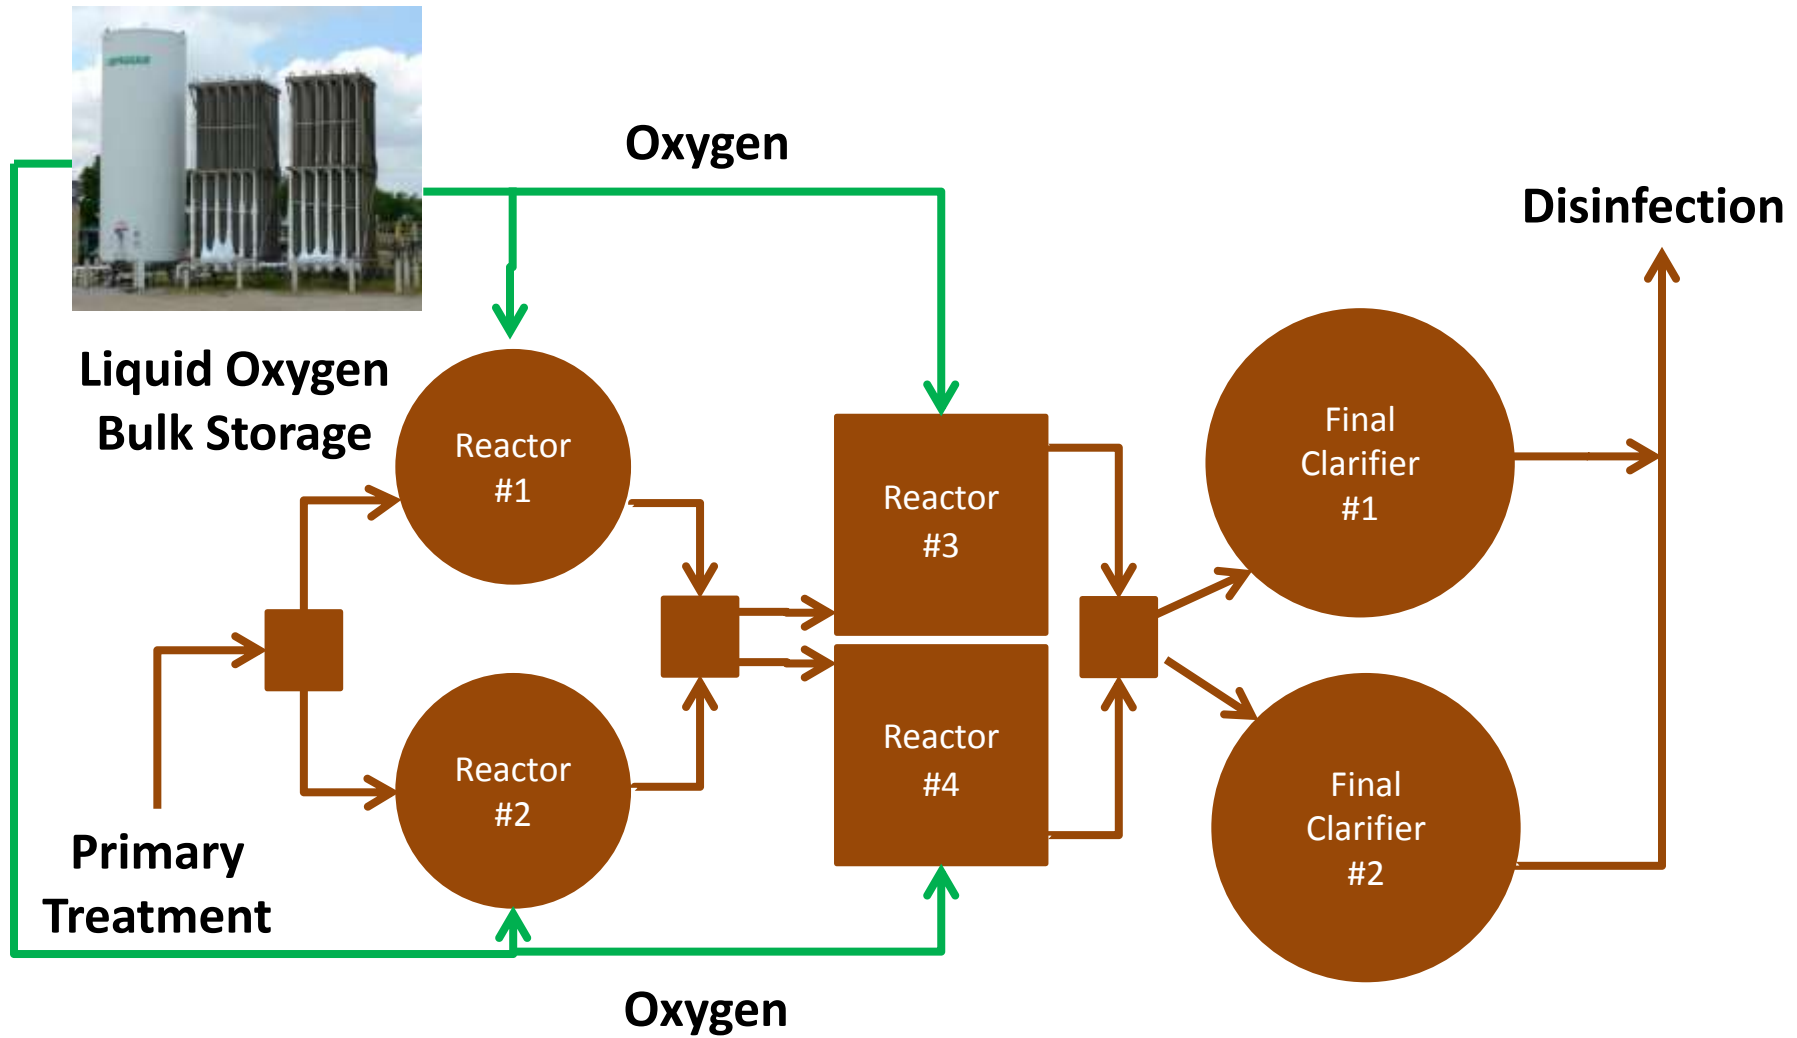 Oxygen
Disinfection
Liquid Oxygen
Bulk Storage
Reactor
#1
Reactor
#3
Final
Clarifier
#1
Reactor
#2
Reactor
#4
Final
Clarifier
#2
Primary
Treatment
Oxygen